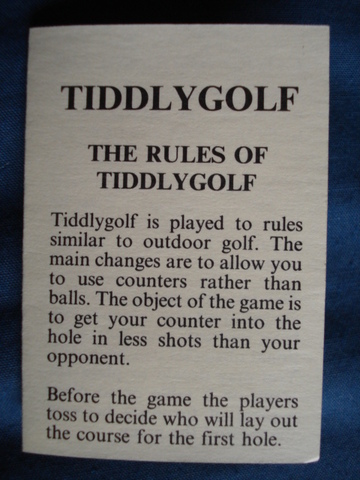 TIDDLYGOLF
THE RULES OF
TIDDLYGOLF
Tiddlygolf is played to rules
similar to outdoor golf. The
main changes are to allow you
to use counters rather than
balls. The object of the game is
to get your counter into the
hole in less shots than your
opponent.
Before the game the players
toss to decide who will lay out
the course for the first hole.